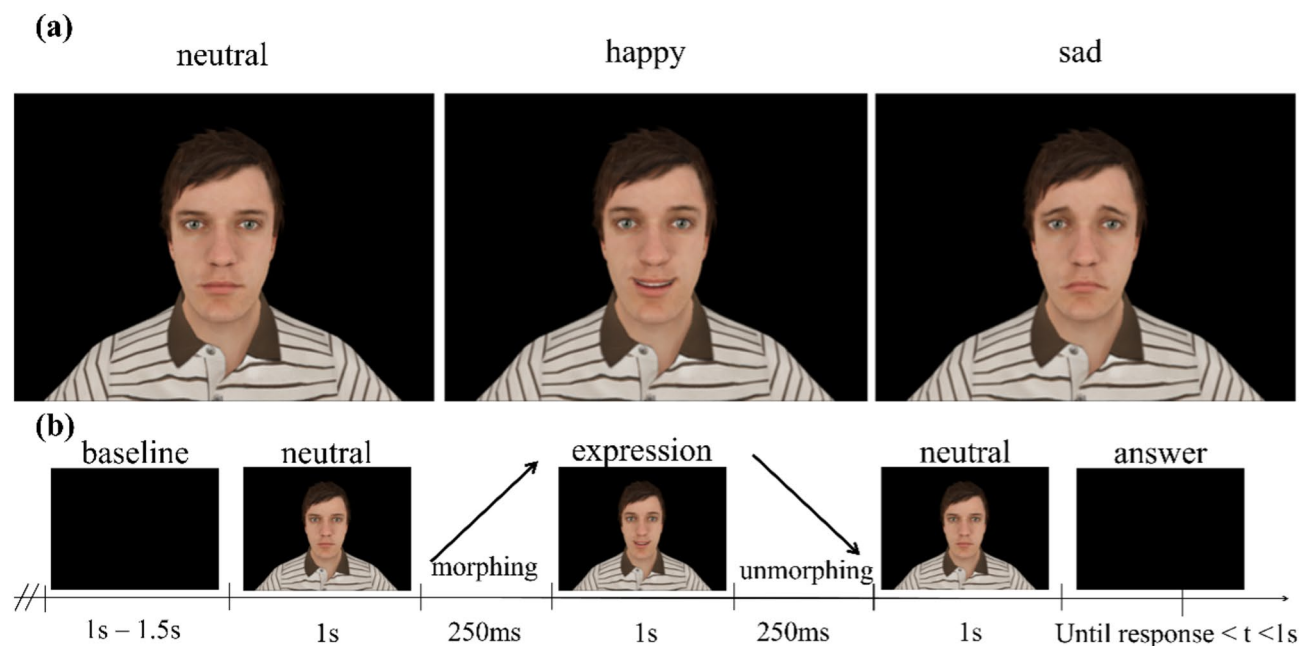 (a)
neutral happy sad
(b)
baseline neutral expression neutral answer
morphing unmorphing
1s – 1.5s 1s 250ms 1s 250ms 1s Until response < t <1s